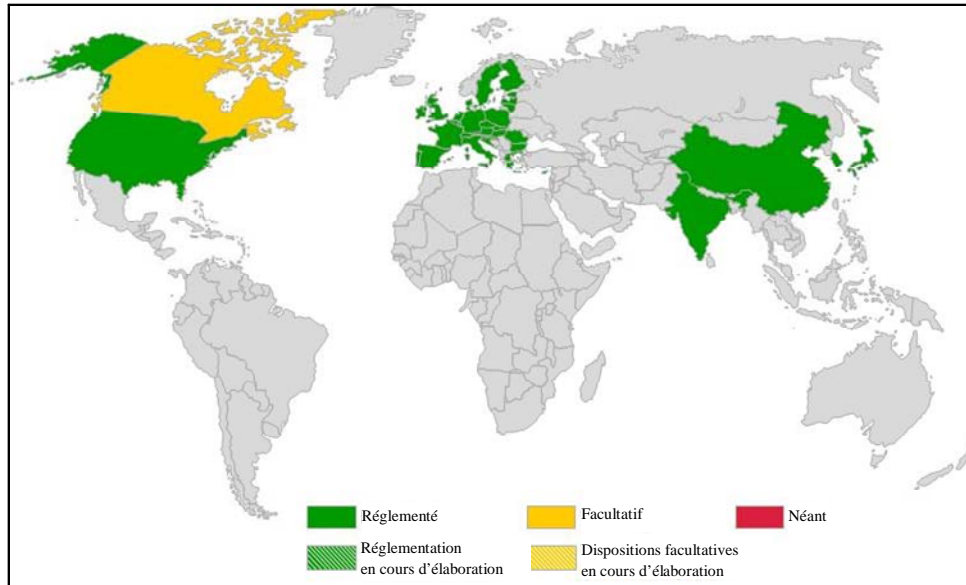 Réglementé
Facultatif
Néant
Réglementation
en cours d’élaboration
Dispositions facultatives
en cours d’élaboration